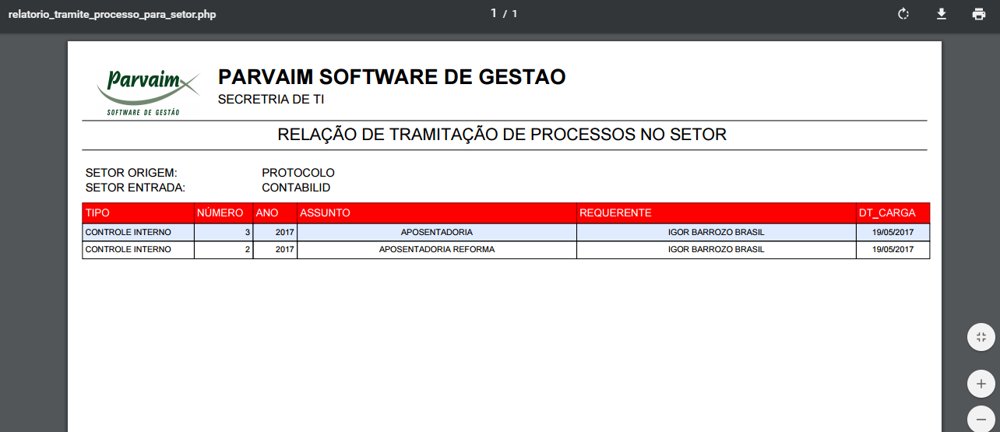 relatorio_tramite_processo_para_setor.php 1 / 1
Parvaim
SOFTWARE DE GESTÃO
PARVAIM SOFTWARE DE GESTAO
SECRETRIA DE TI
RELAÇÃO DE TRAMITAÇÃO DE PROCESSOS NO SETOR
SETOR ORIGEM: PROTOCOLO
SETOR ENTRADA: CONTABILID
TIPO NÚMERO ANO ASSUNTO REQUERENTE DT_CARGA
CONTROLE INTERNO 3 2017 APOSENTADORIA IGOR BARROZO BRASIL 19/05/2017
CONTROLE INTERNO 2 2017 APOSENTADORIA REFORMA IGOR BARROZO BRASIL 19/05/2017